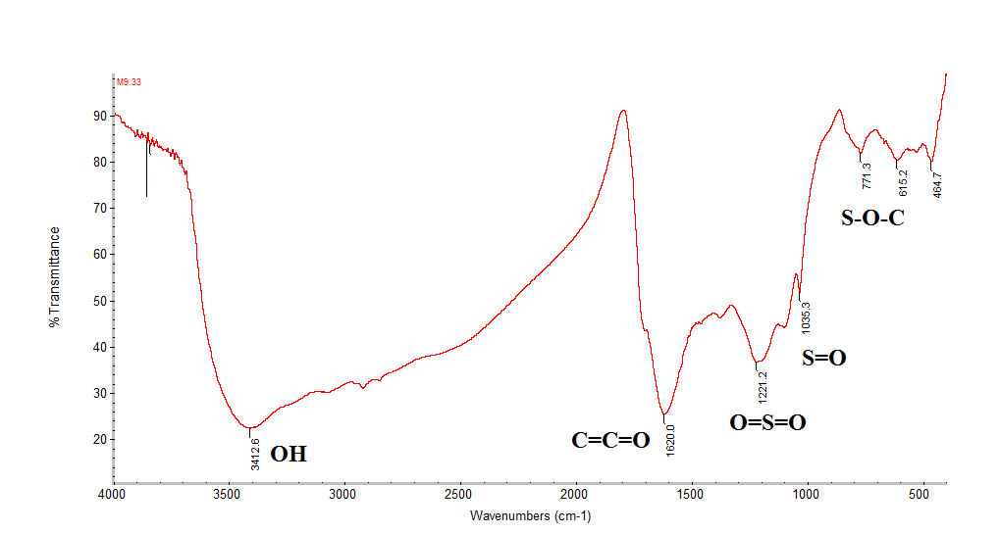 M9.33
% Transmittance
90
80
70
60
50
40
30
20
3412.6
OH
C=C=O
1620.0
O=S=O
1221.2
S=O
1035.3
S-O-C
771.3
615.2
464.7
4000 3500 3000 2500 2000 1500 1000 500
Wavenumbers (cm-1)